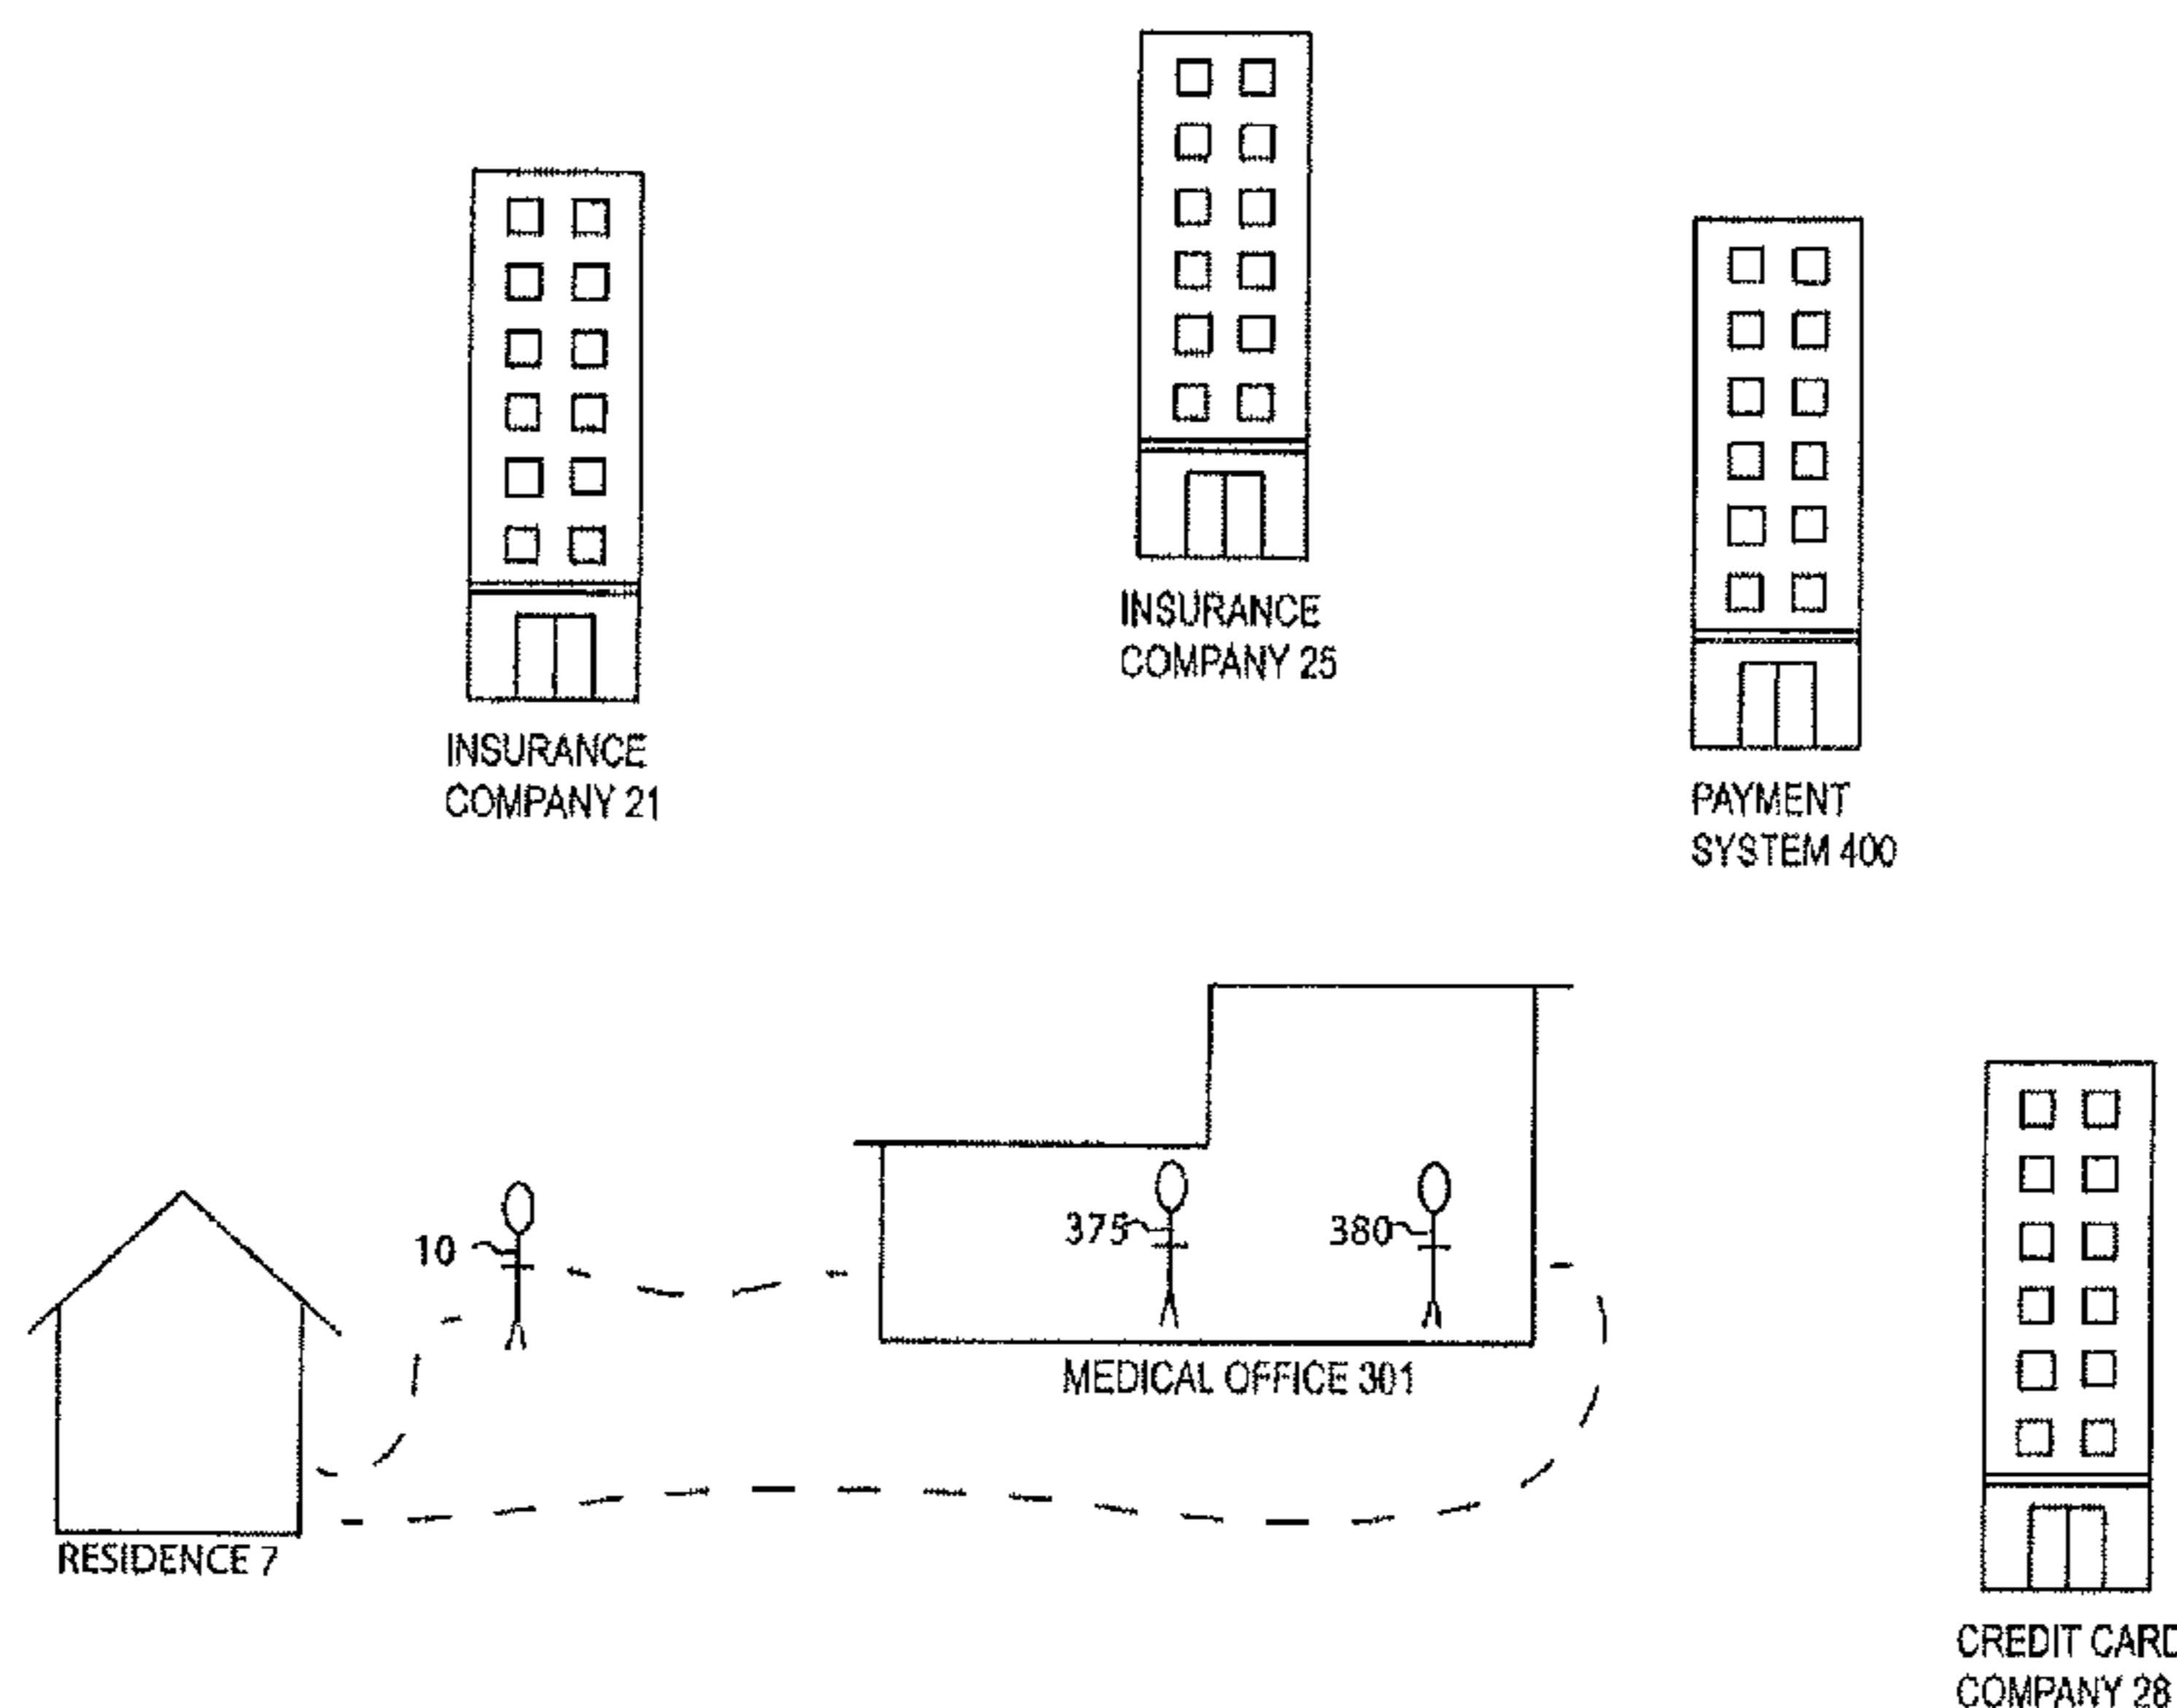 INSURANCE
COMPANY 25
INSURANCE
COMPANY 21
PAYMENT
SYSTEM 400
10
375
380
MEDICAL OFFICE 301
RESIDENCE 7
CREDIT CARD
COMPANY 28